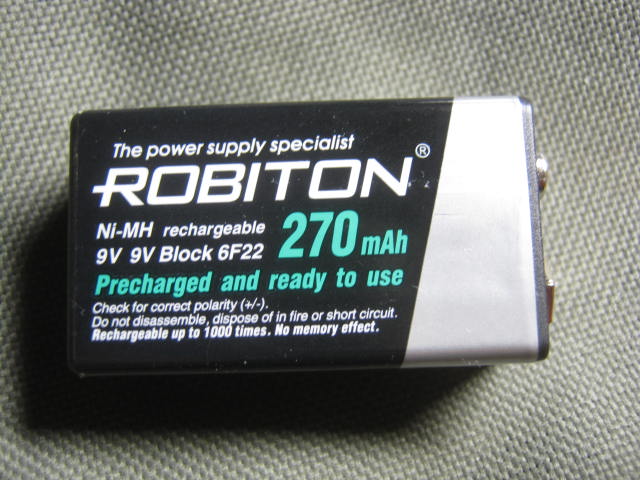 The power supply specialist
ROBITON®
Ni-MH rechargeable
9V 9V Block 6F22
270 mAh
Precharged and ready to use
Check for correct polarity (+/-).
Do not disassemble, dispose of in fire or short circuit.
Rechargeable up to 1000 times. No memory effect.